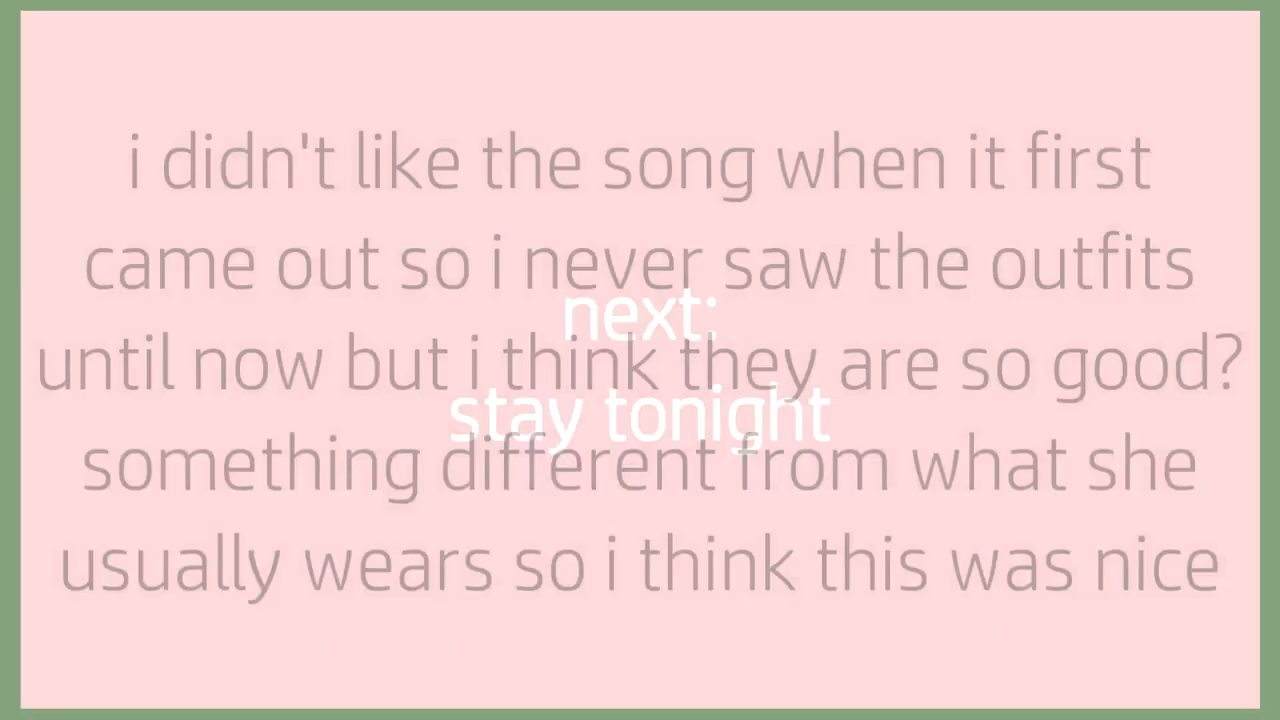 i didn't like the song when it first
came out so i never saw the outfits
until now but i think they are so good?
something different from what she
usually wears so i think this was nice
next:
stay tonight